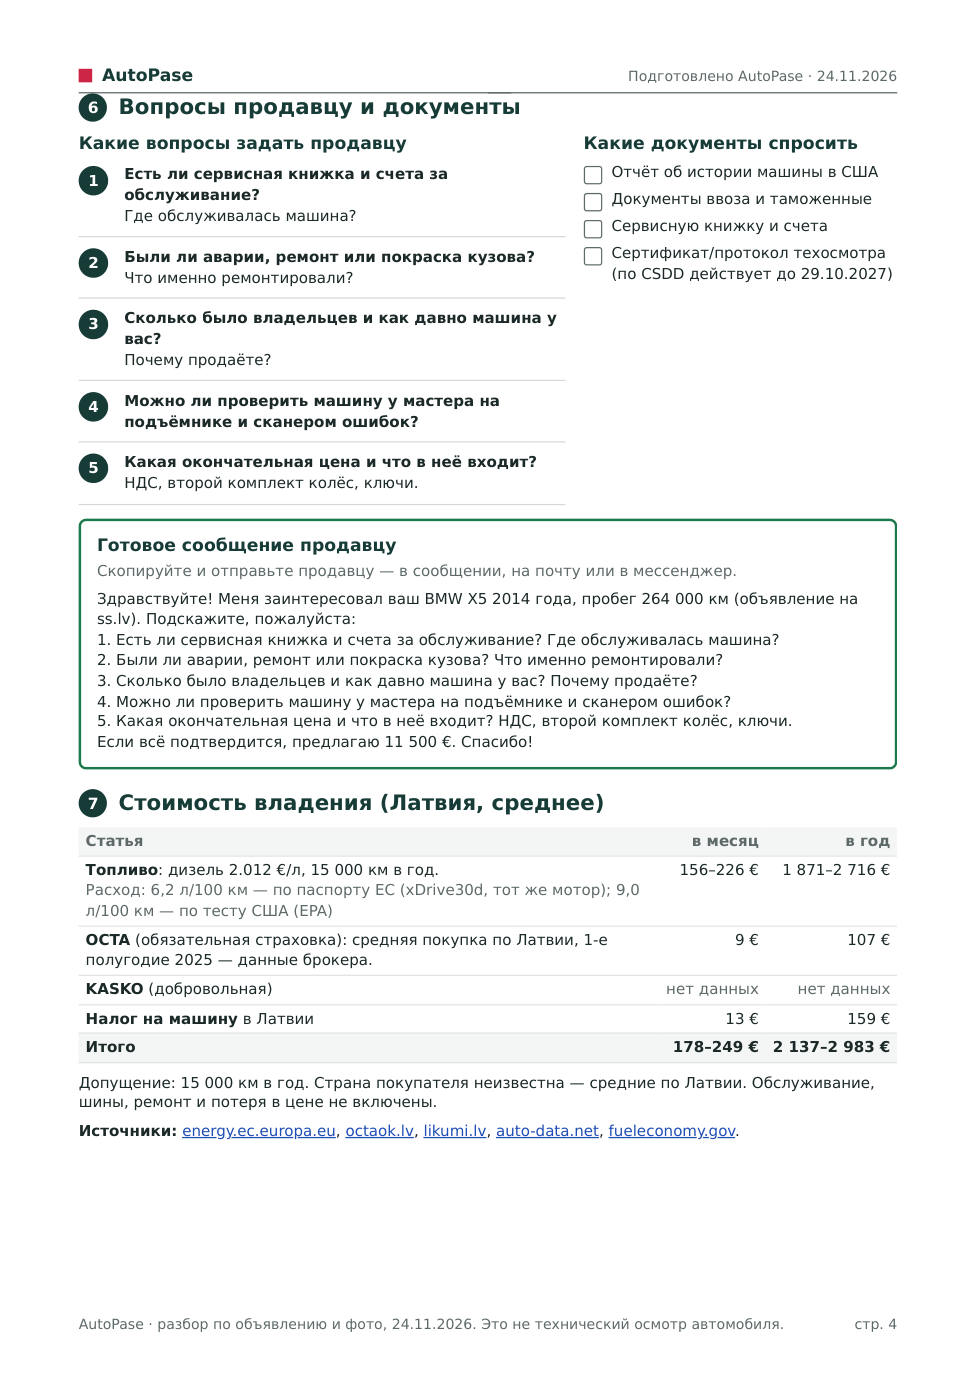 AutoPase
Подготовлено AutoPase · 24.11.2026
6 Вопросы продавцу и документы
Какие вопросы задать продавцу
1 Есть ли сервисная книжка и счета за
обслуживание?
Где обслуживалась машина?
2 Были ли аварии, ремонт или покраска кузова?
Что именно ремонтировали?
3 Сколько было владельцев и как давно машина у
вас?
Почему продаёте?
4 Можно ли проверить машину у мастера на
подъёмнике и сканером ошибок?
5 Какая окончательная цена и что в неё входит?
НДС, второй комплект колёс, ключи.
Какие документы спросить
Отчёт об истории машины в США
Документы ввоза и таможенные
Сервисную книжку и счета
Сертификат/протокол техосмотра
(по CSDD действует до 29.10.2027)
Готовое сообщение продавцу
Скопируйте и отправьте продавцу — в сообщении, на почту или в мессенджер.
Здравствуйте! Меня заинтересовал ваш BMW X5 2014 года, пробег 264 000 км (объявление на
ss.lv). Подскажите, пожалуйста:
1. Есть ли сервисная книжка и счета за обслуживание? Где обслуживалась машина?
2. Были ли аварии, ремонт или покраска кузова? Что именно ремонтировали?
3. Сколько было владельцев и как давно машина у вас? Почему продаёте?
4. Можно ли проверить машину у мастера на подъёмнике и сканером ошибок?
5. Какая окончательная цена и что в неё входит? НДС, второй комплект колёс, ключи.
Если всё подтвердится, предлагаю 11 500 €. Спасибо!
7 Стоимость владения (Латвия, среднее)
Статья в месяц в год
Топливо: дизель 2.012 €/л, 15 000 км в год. 156–226 € 1 871–2 716 €
Расход: 6,2 л/100 км — по паспорту ЕС (xDrive30d, тот же мотор); 9,0
л/100 км — по тесту США (EPA)
OCTA (обязательная страховка): средняя покупка по Латвии, 1-е 9 € 107 €
полугодие 2025 — данные брокера.
KASKO (добровольная) нет данных нет данных
Налог на машину в Латвии 13 € 159 €
Итого 178–249 € 2 137–2 983 €
Допущение: 15 000 км в год. Страна покупателя неизвестна — средние по Латвии. Обслуживание,
шины, ремонт и потеря в цене не включены.
Источники: energy.ec.europa.eu, octaok.lv, likumi.lv, auto-data.net, fueleconomy.gov.
AutoPase · разбор по объявлению и фото, 24.11.2026. Это не технический осмотр автомобиля.
стр. 4